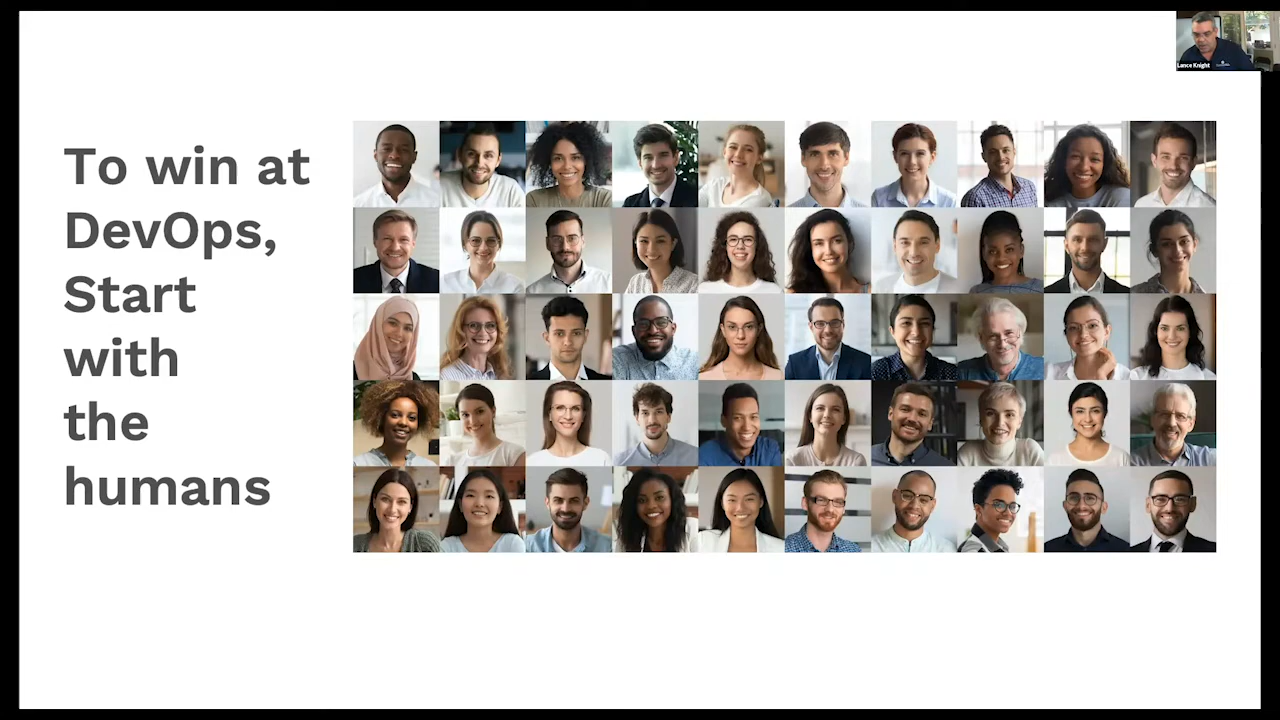 To win at
DevOps,
Start
with
the
humans
Lance Knight